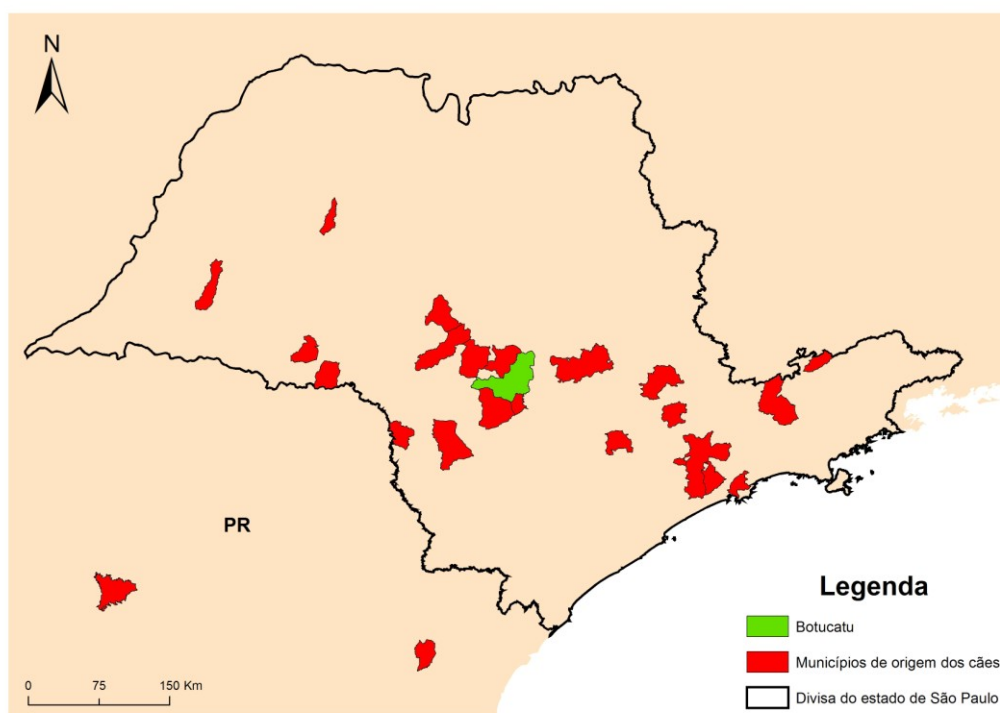 N
PR
Legenda
Botucatu
Municípios de origem dos cães
Divisa do estado de São Paulo
0 75 150 Km